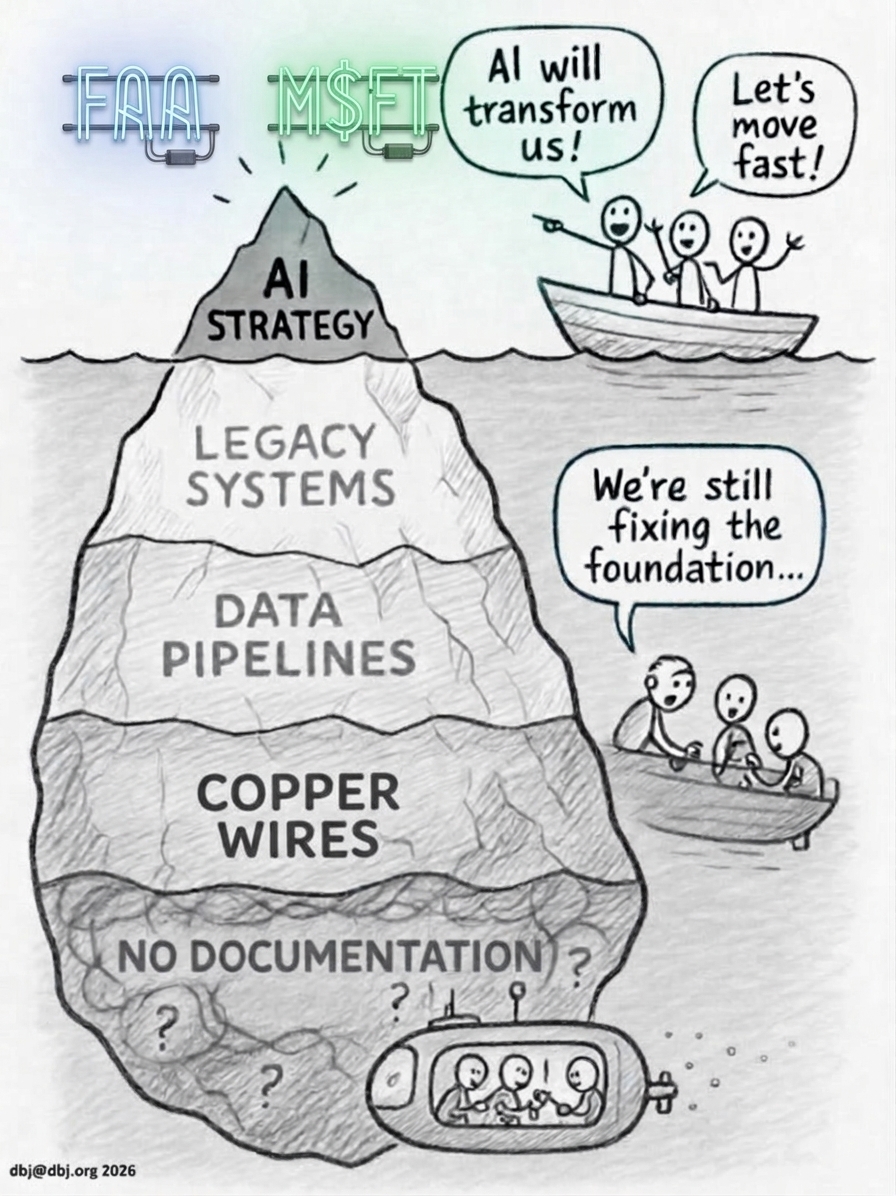 FAA
M$FT
AI will
transform
us!
Let's
move
fast!
AI
STRATEGY
LEGACY
SYSTEMS
We're still
fixing the
foundation...
DATA
PIPELINES
COPPER
WIRES
NO DOCUMENTATION ?
?
?
?
dbj@dbj.org 2026